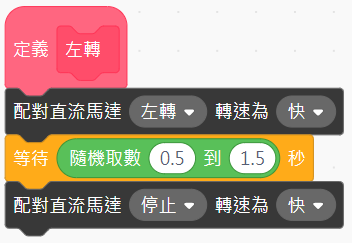 定義 左轉
配對直流馬達 左轉 轉速為 快
等待 隨機取數 0.5 到 1.5 秒
配對直流馬達 停止 轉速為 快